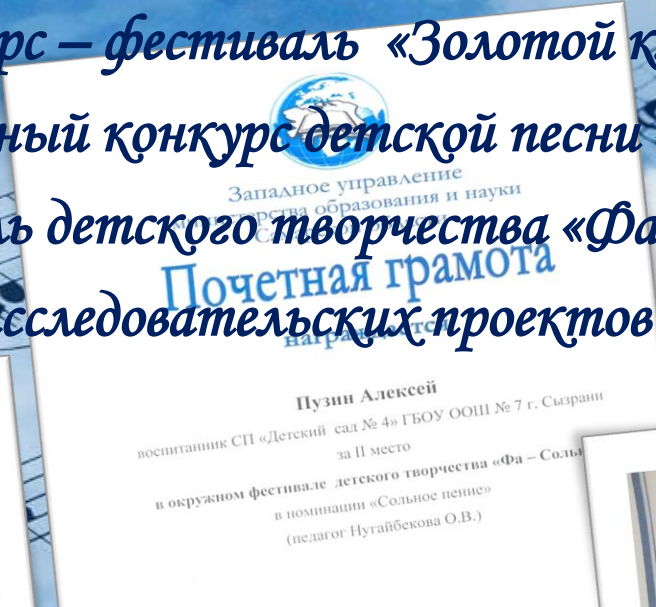 рс – фестиваль «Золотой к
ный конкурс детской песни
ь детского творчества «Фа
сследовательских проектов
Западное управление
министерства образования и науки
Самарской области
Почетная грамота
награждается
Пузин Алексей
воспитанник СП «Детский сад № 4» ГБОУ ООШ № 7 г. Сызрани
за II место
в окружном фестивале детского творчества «Фа – Соль
в номинации «Сольное пение»
(педагог Нугайбекова О.В.)